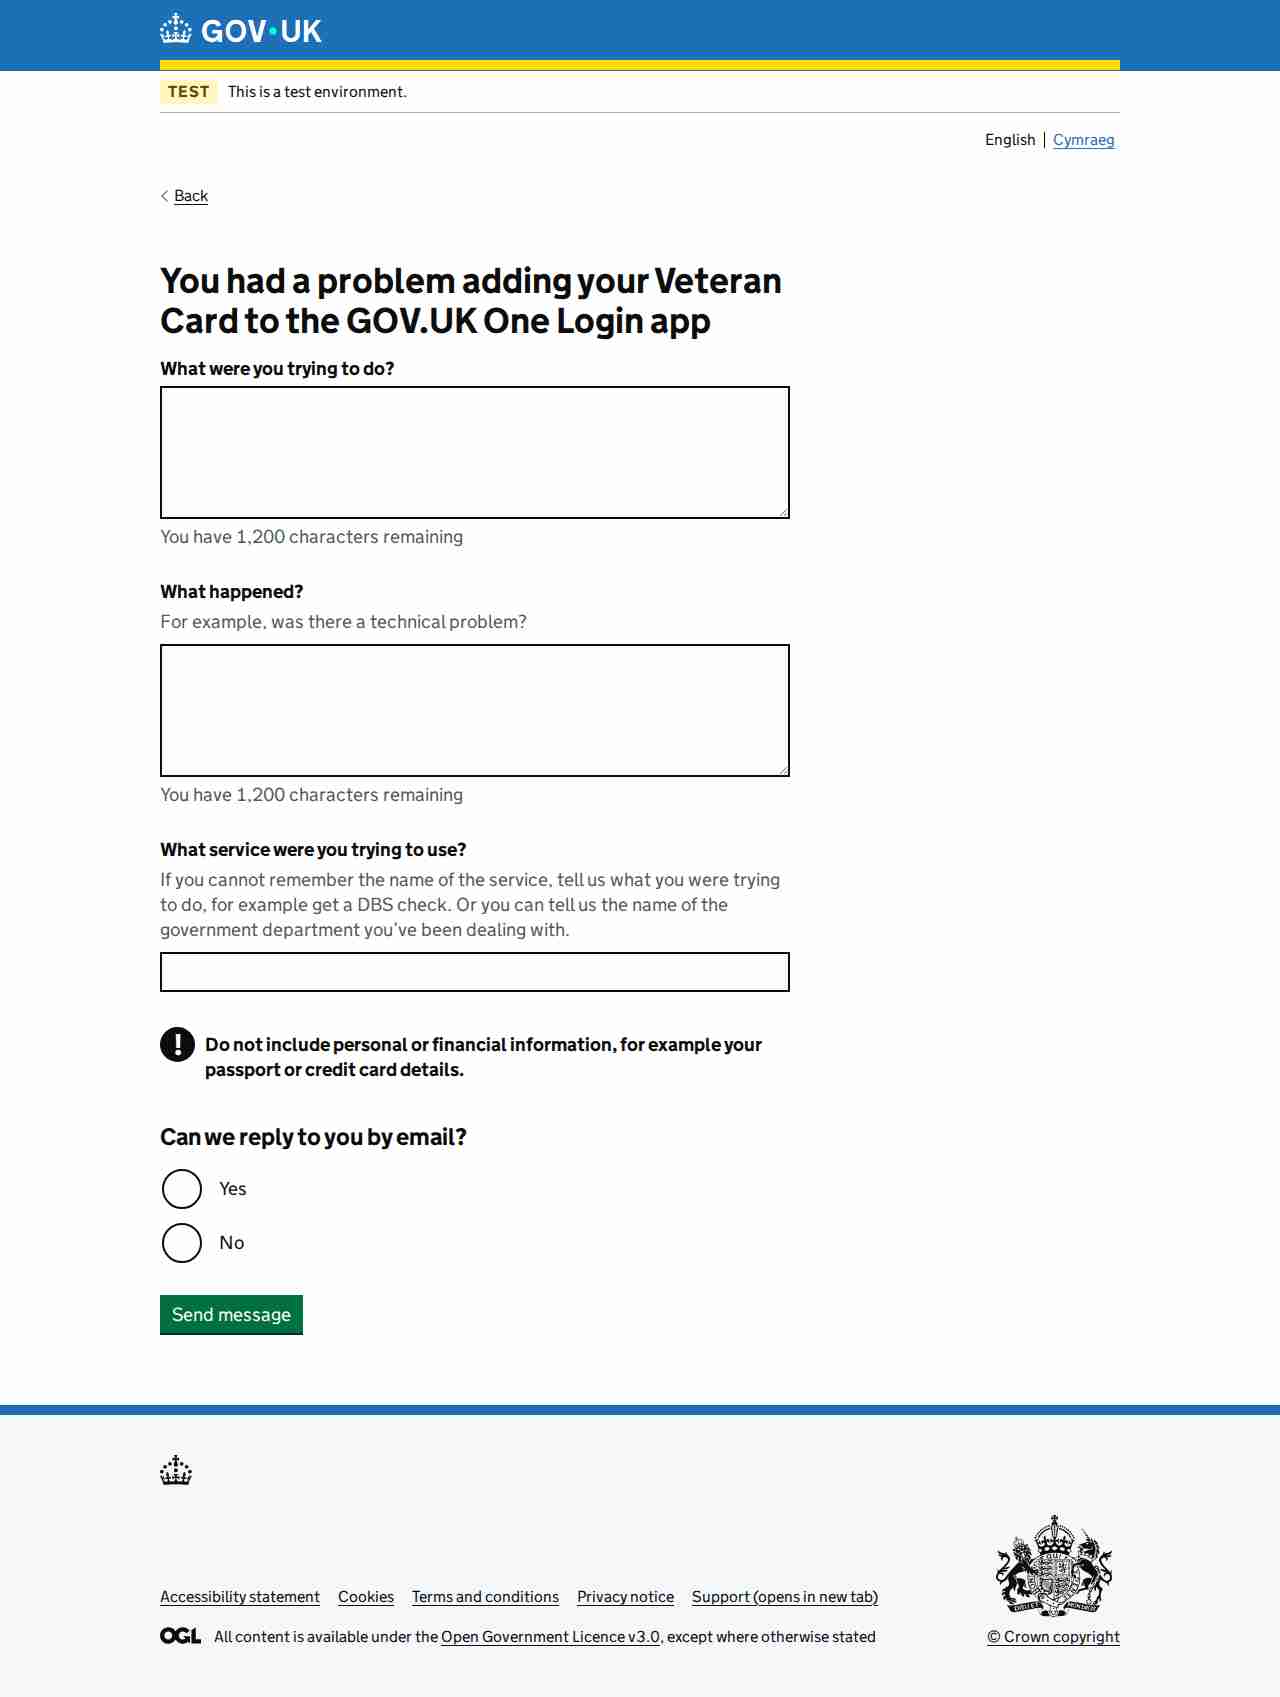 GOV·UK
TEST This is a test environment.
English Cymraeg
Back
You had a problem adding your Veteran
Card to the GOV.UK One Login app
What were you trying to do?
You have 1,200 characters remaining
What happened?
For example, was there a technical problem?
You have 1,200 characters remaining
What service were you trying to use?
If you cannot remember the name of the service, tell us what you were trying
to do, for example get a DBS check. Or you can tell us the name of the
government department you’ve been dealing with.
! Do not include personal or financial information, for example your
passport or credit card details.
Can we reply to you by email?
Yes
No
Send message
Accessibility statement Cookies Terms and conditions Privacy notice Support (opens in new tab)
OGL All content is available under the Open Government Licence v3.0, except where otherwise stated
© Crown copyright